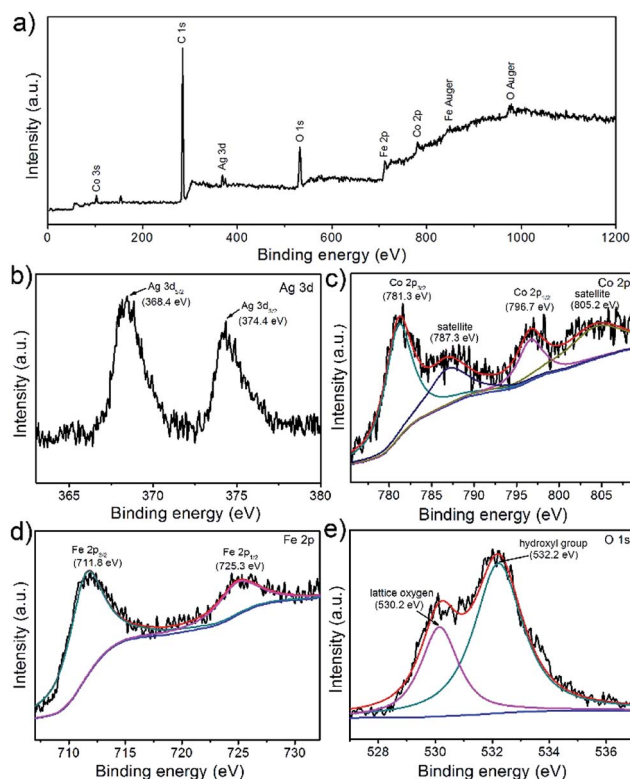 a)
Intensity (a.u.)
Co 3s
C 1s
Ag 3d
O 1s
Fe 2p
Co 2p
Fe Auger
O Auger
0 200 400 600 800 1000 1200
Binding energy (eV)
b)
Ag 3d
(368.4 eV)
Ag 3d3/2
(374.4 eV)
Ag 3d
Intensity (a.u.)
365 370 375 380
Binding energy (eV)
c)
Co 2p3/2
(781.3 eV)
satellite
(787.3 eV)
Co 2p1/2
(796.7 eV)
satellite
(805.2 eV)
Co 2p
Intensity (a.u.)
781 787 795 801 805
Binding energy (eV)
d)
Fe 2p3/2
(711.8 eV)
Fe 2p1/2
(725.3 eV)
Fe 2p
Intensity (a.u.)
710 715 720 725 730
Binding energy (eV)
e)
lattice oxygen
(530.2 eV)
hydroxyl group
(532.2 eV)
O 1s
Intensity (a.u.)
528 530 532 534 536
Binding energy (eV)